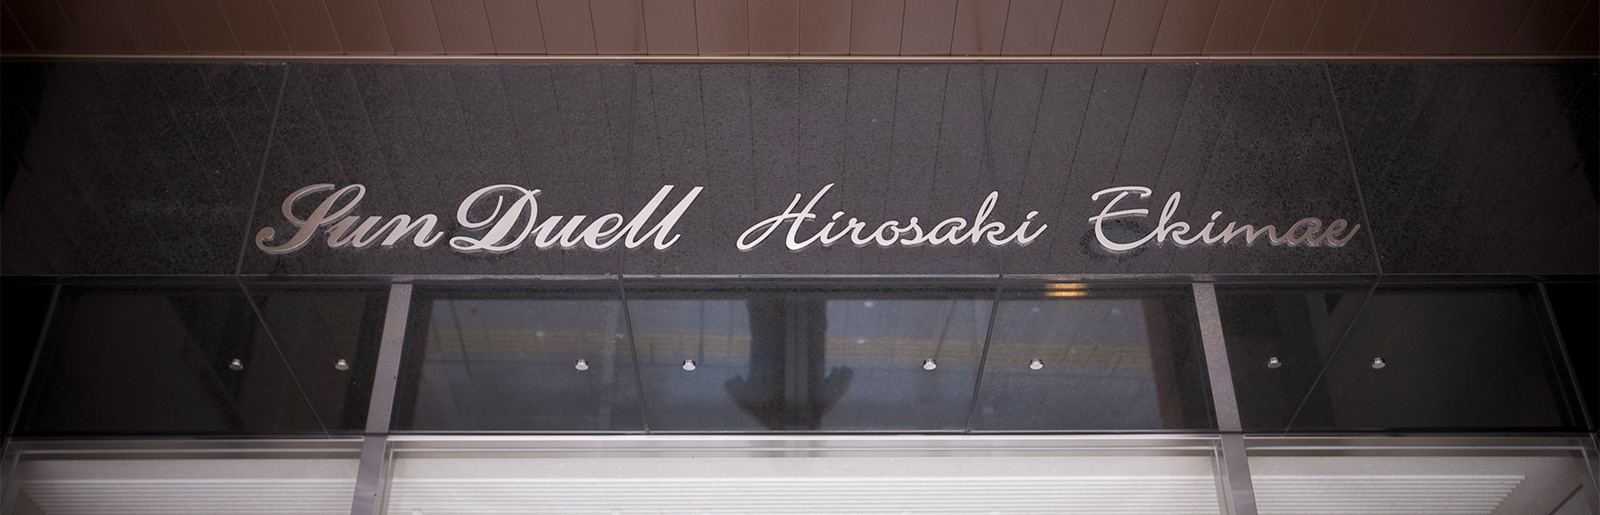 Sun Duell Hirosaki Ekimae